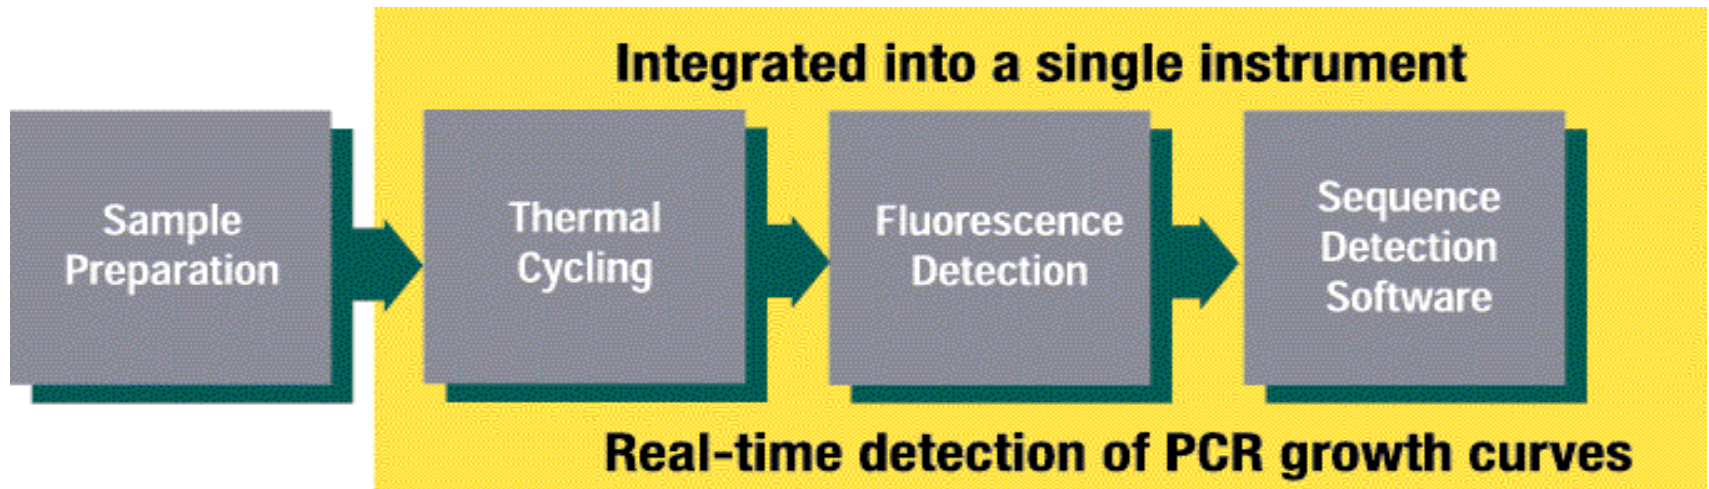 Integrated into a single instrument
Sample
Preparation
Thermal
Cycling
Fluorescence
Detection
Sequence
Detection
Software
Real-time detection of PCR growth curves